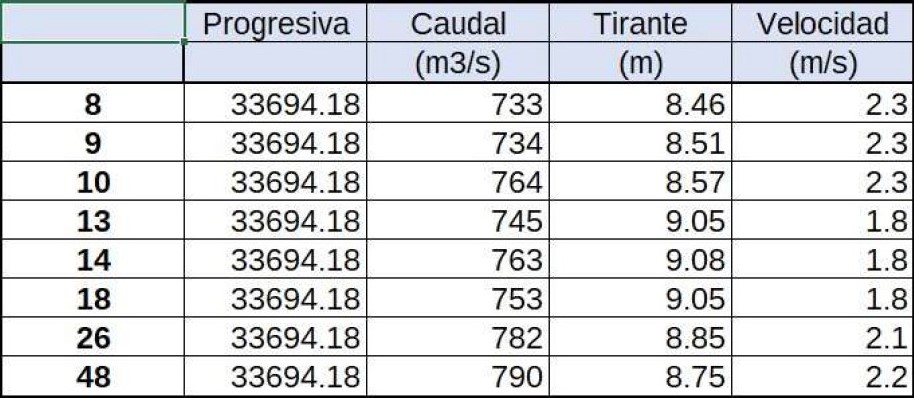 Progresiva Caudal Tirante Velocidad
(m3/s) (m) (m/s)
8 33694.18 733 8.46 2.3
9 33694.18 734 8.51 2.3
10 33694.18 764 8.57 2.3
13 33694.18 745 9.05 1.8
14 33694.18 763 9.08 1.8
18 33694.18 753 9.05 1.8
26 33694.18 782 8.85 2.1
48 33694.18 790 8.75 2.2